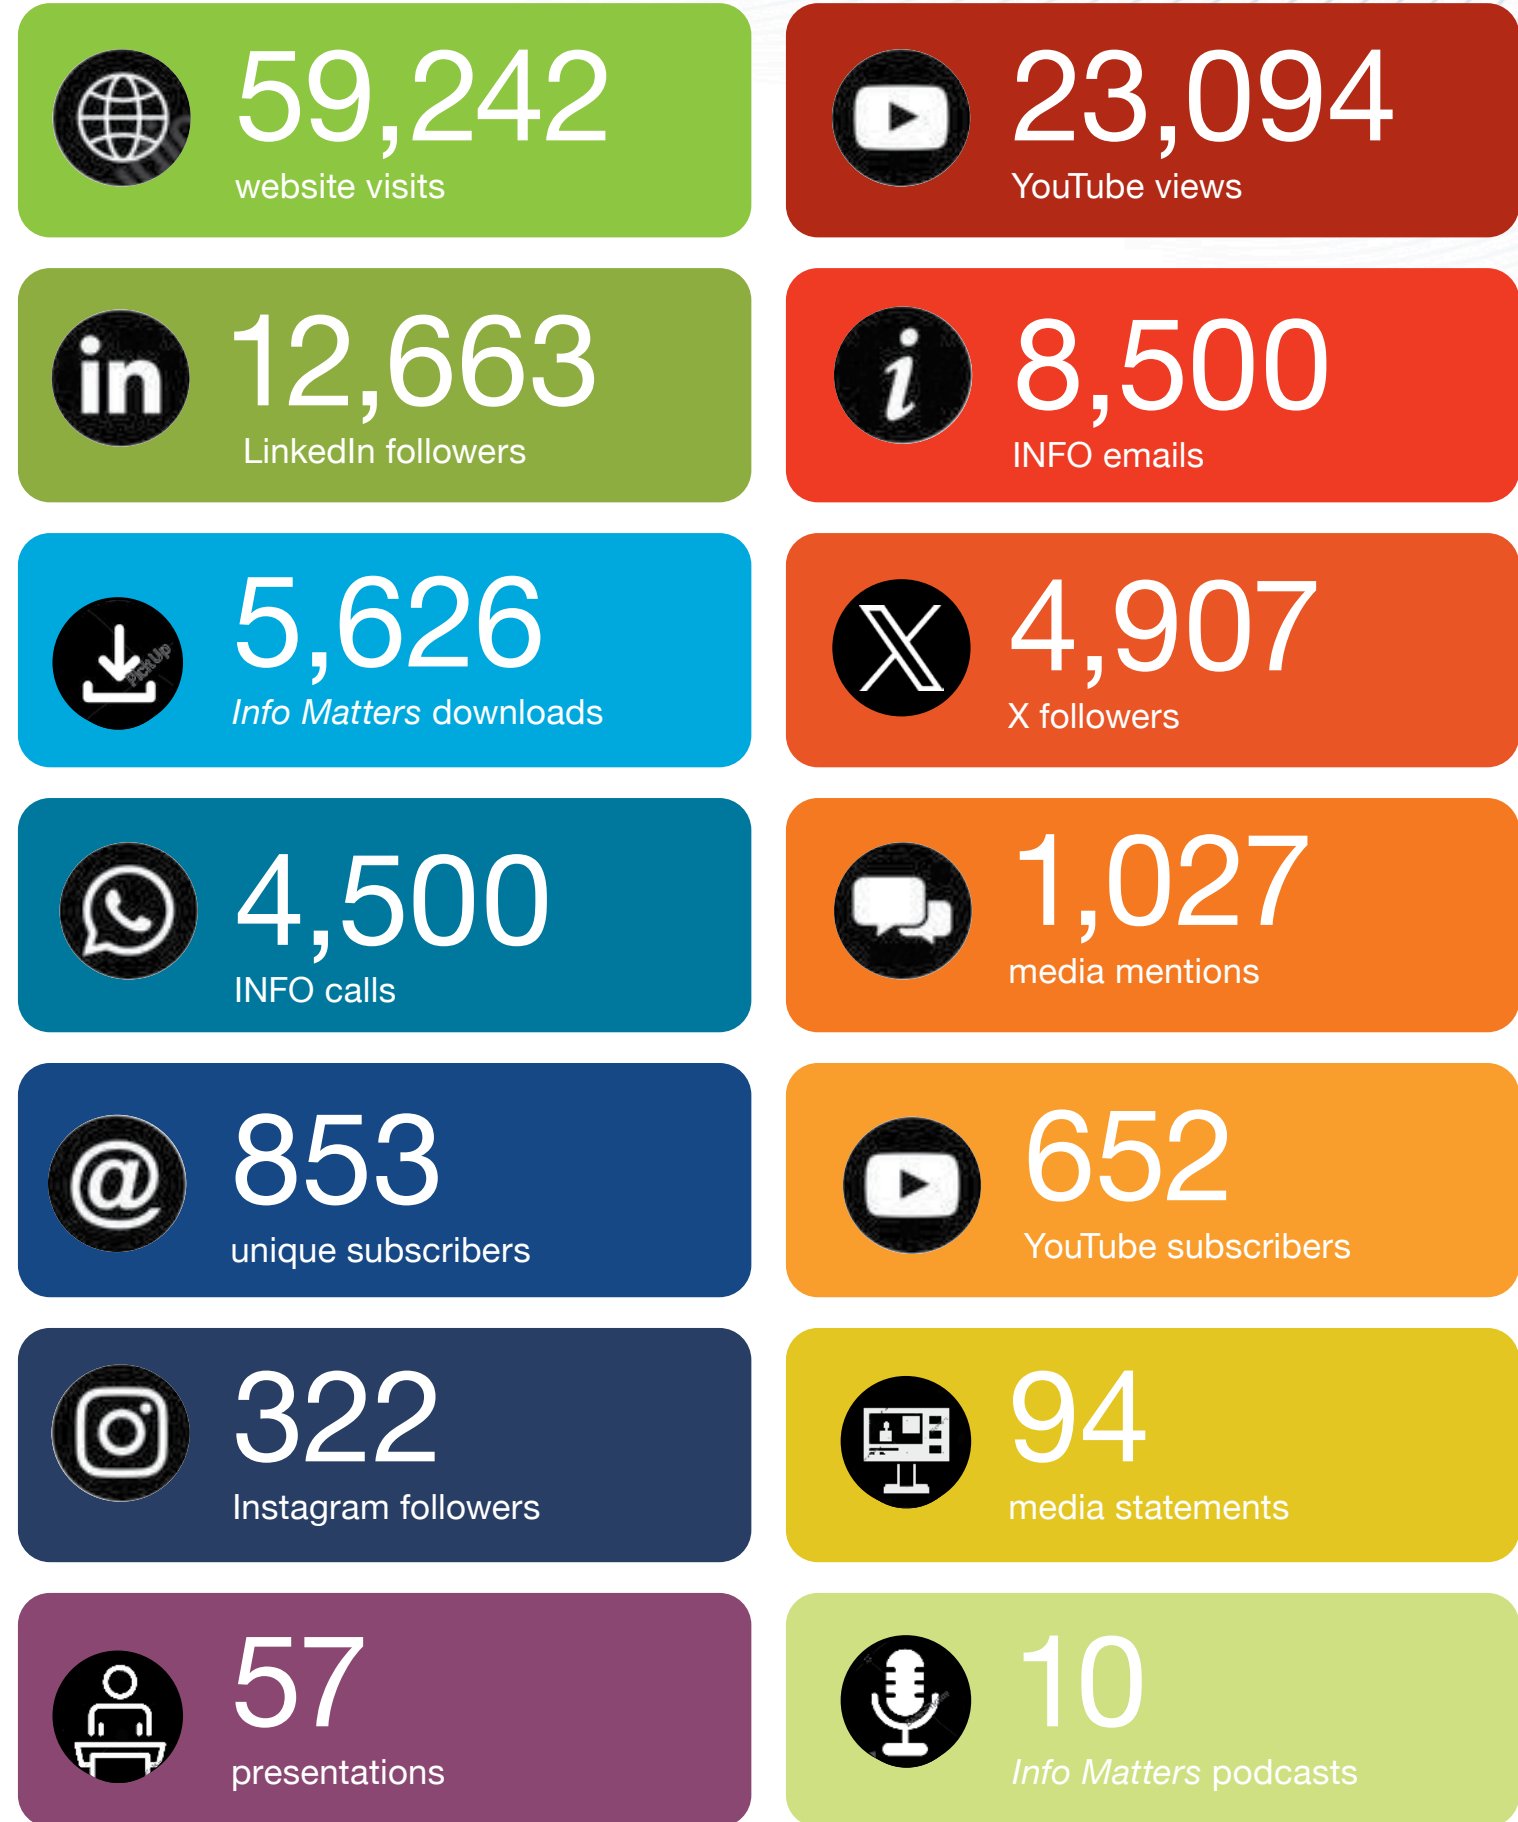 59,242
website visits
23,094
YouTube views
in
12,663
LinkedIn followers
i
8,500
INFO emails
5,626
Info Matters downloads
PickUp
X
4,907
X followers
4,500
INFO calls
1,027
media mentions
@
853
unique subscribers
652
YouTube subscribers
322
Instagram followers
94
media statements
57
presentations
10
Info Matters podcasts